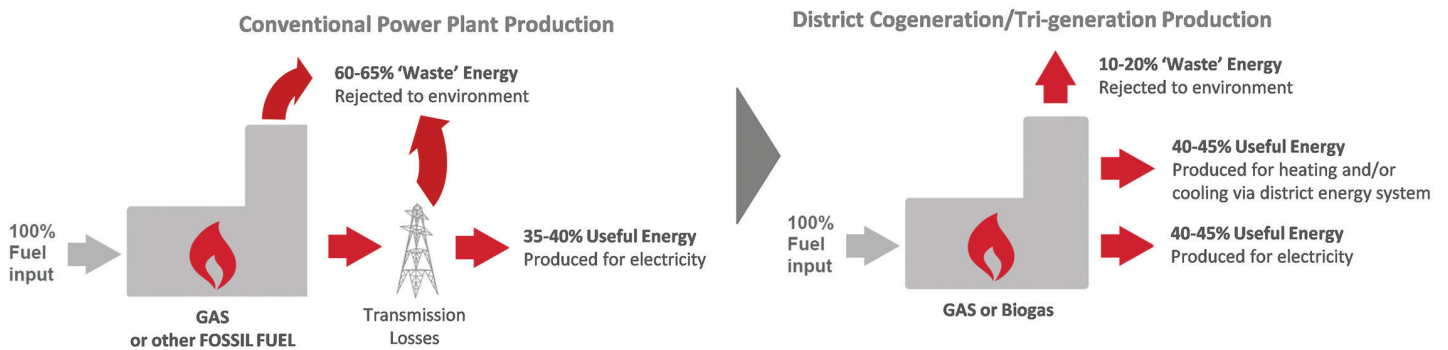 Conventional Power Plant Production
60-65% ‘Waste’ Energy
Rejected to environment
100%
Fuel
input
35-40% Useful Energy
Produced for electricity
GAS
or other FOSSIL FUEL
Transmission
Losses
District Cogeneration/Tri-generation Production
10-20% ‘Waste’ Energy
Rejected to environment
40-45% Useful Energy
Produced for heating and/or
cooling via district energy system
100%
Fuel
input
40-45% Useful Energy
Produced for electricity
GAS or Biogas